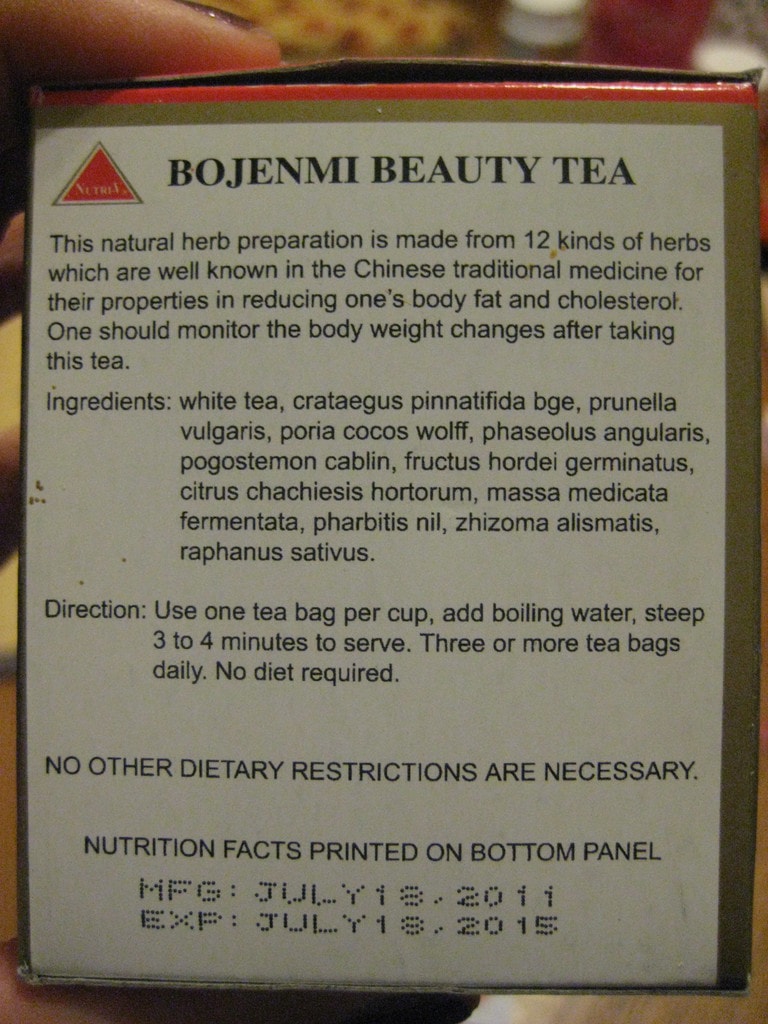 BOJENMI BEAUTY TEA
NUTRI-V.
This natural herb preparation is made from 12 kinds of herbs
which are well known in the Chinese traditional medicine for
their properties in reducing one's body fat and cholesterol.
One should monitor the body weight changes after taking
this tea.
Ingredients: white tea, crataegus pinnatifida bge, prunella
vulgaris, poria cocos wolff, phaseolus angularis,
pogostemon cablin, fructus hordei germinatus,
citrus chachiesis hortorum, massa medicata
fermentata, pharbitis nil, zhizoma alismatis,
raphanus sativus.
Direction: Use one tea bag per cup, add boiling water, steep
3 to 4 minutes to serve. Three or more tea bags
daily. No diet required.
NO OTHER DIETARY RESTRICTIONS ARE NECESSARY.
NUTRITION FACTS PRINTED ON BOTTOM PANEL
MFG: JULY18.2011
EXP: JULY18.2015